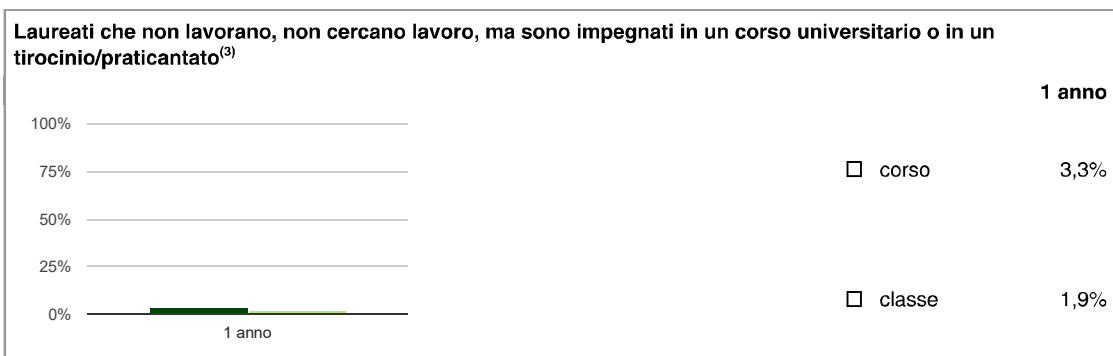 Laureati che non lavorano, non cercano lavoro, ma sono impegnati in un corso universitario o in un
tirocinio/praticantato(3)
1 anno
100%
75%
50%
25%
0%
1 anno
corso 3,3%
classe 1,9%